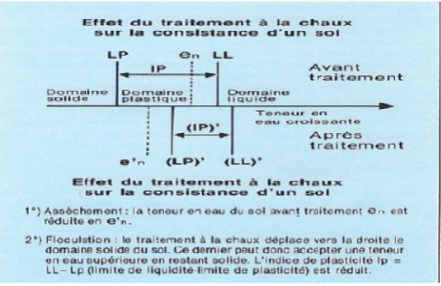 Effet du traitement à la chaux
sur la consistance d'un sol
LP en LL
IP
Avant
traitement
Domaine
solide
Domaine
plastique
Domaine
liquide
Teneur en
eau croissante
(IP)'
Après
traitement
e'n (LP)' (LL)'
Effet du traitement à la chaux
sur la consistance d'un sol
1°) Assèchement : la teneur en eau du sol avant traitement en est
réduite en e'n.
2°) Floculation : le traitement à la chaux déplace vers la droite le
domaine solide du sol. Ce dernier peut donc accepter une teneur
en eau supérieure en restant solide. L'indice de plasticité Ip =
LL-Lp (limite de liquidité-limite de plasticité) est réduit.